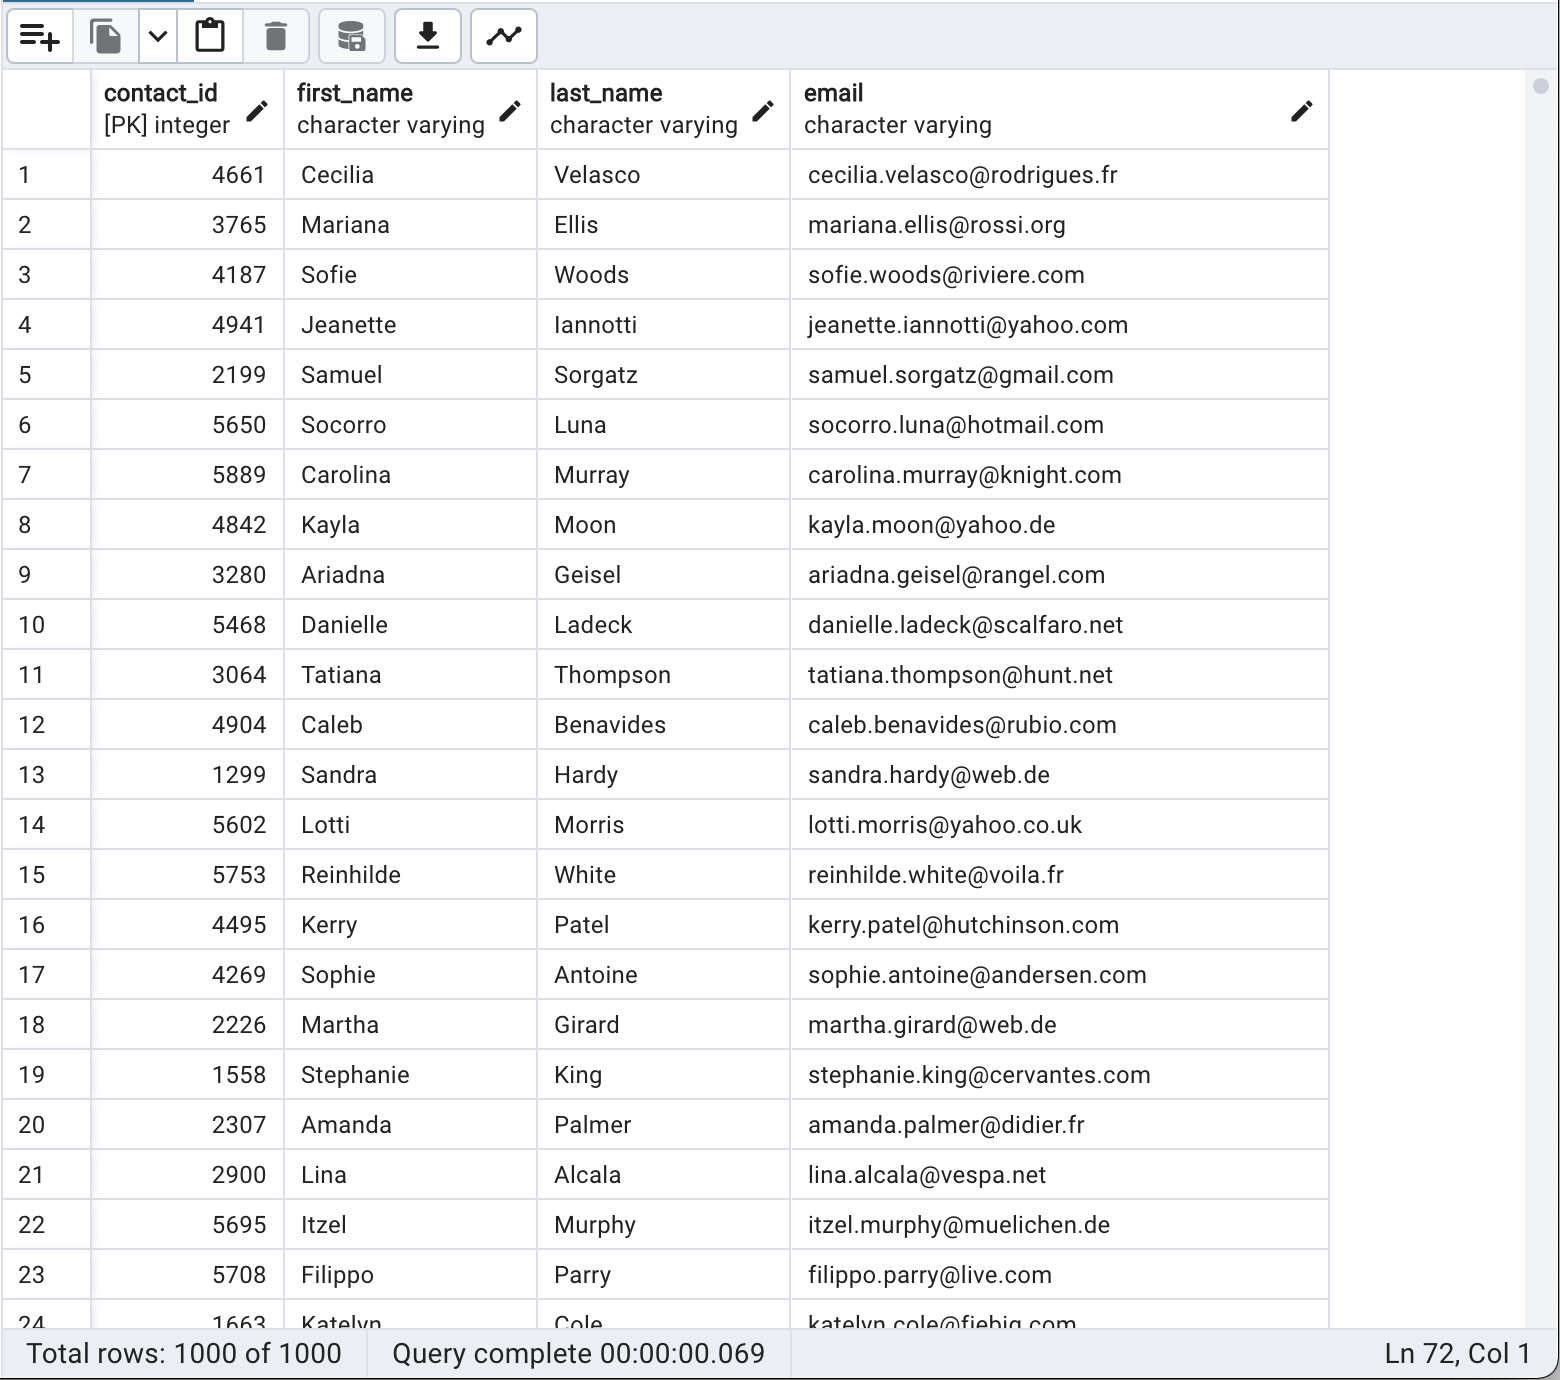 contact_id first_name last_name email
[PK] integer character varying character varying character varying
1 4661 Cecilia Velasco cecilia.velasco@rodrigues.fr
2 3765 Mariana Ellis mariana.ellis@rossi.org
3 4187 Sofie Woods sofie.woods@riviere.com
4 4941 Jeanette Iannotti jeanette.iannotti@yahoo.com
5 2199 Samuel Sorgatz samuel.sorgatz@gmail.com
6 5650 Socorro Luna socorro.luna@hotmail.com
7 5889 Carolina Murray carolina.murray@knight.com
8 4842 Kayla Moon kayla.moon@yahoo.de
9 3280 Ariadna Geisel ariadna.geisel@rangel.com
10 5468 Danielle Ladeck danielle.ladeck@scalfaro.net
11 3064 Tatiana Thompson tatiana.thompson@hunt.net
12 4904 Caleb Benavides caleb.benavides@rubio.com
13 1299 Sandra Hardy sandra.hardy@web.de
14 5602 Lotti Morris lotti.morris@yahoo.co.uk
15 5753 Reinhilde White reinhilde.white@voila.fr
16 4495 Kerry Patel kerry.patel@hutchinson.com
17 4269 Sophie Antoine sophie.antoine@andersen.com
18 2226 Martha Girard martha.girard@web.de
19 1558 Stephanie King stephanie.king@cervantes.com
20 2307 Amanda Palmer amanda.palmer@didier.fr
21 2900 Lina Alcala lina.alcala@vespa.net
22 5695 Itzel Murphy itzel.murphy@muelichen.de
23 5708 Filippo Parry filippo.parry@live.com
24 1663 Katelyn Cole katelyn.cole@fiebig.com
Total rows: 1000 of 1000 Query complete 00:00:00.069 Ln 72, Col 1